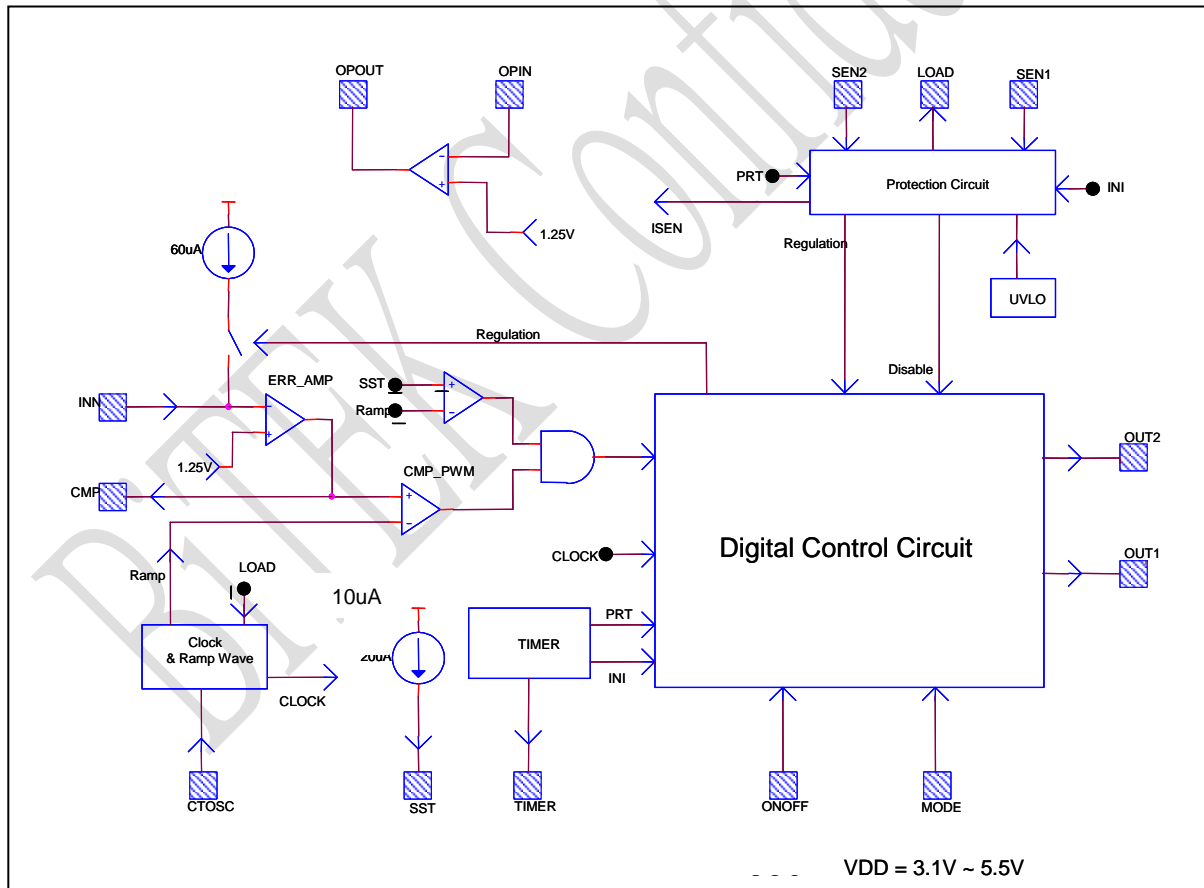 OPOUT
OPIN
SEN2
LOAD
SEN1
PRT
Protection Circuit
INI
ISEN
1.25V
60uA
Regulation
UVLO
Regulation
Disable
ERR_AMP
SST
INN
Ramp
1.25V
CMP_PWM
CMP
OUT2
Digital Control Circuit
CLOCK
OUT1
Ramp
LOAD
10uA
PRT
Clock
& Ramp Wave
20uA
TIMER
INI
CLOCK
CTOSC
SST
TIMER
ONOFF
MODE
VDD = 3.1V ~ 5.5V
BiTEK Confid